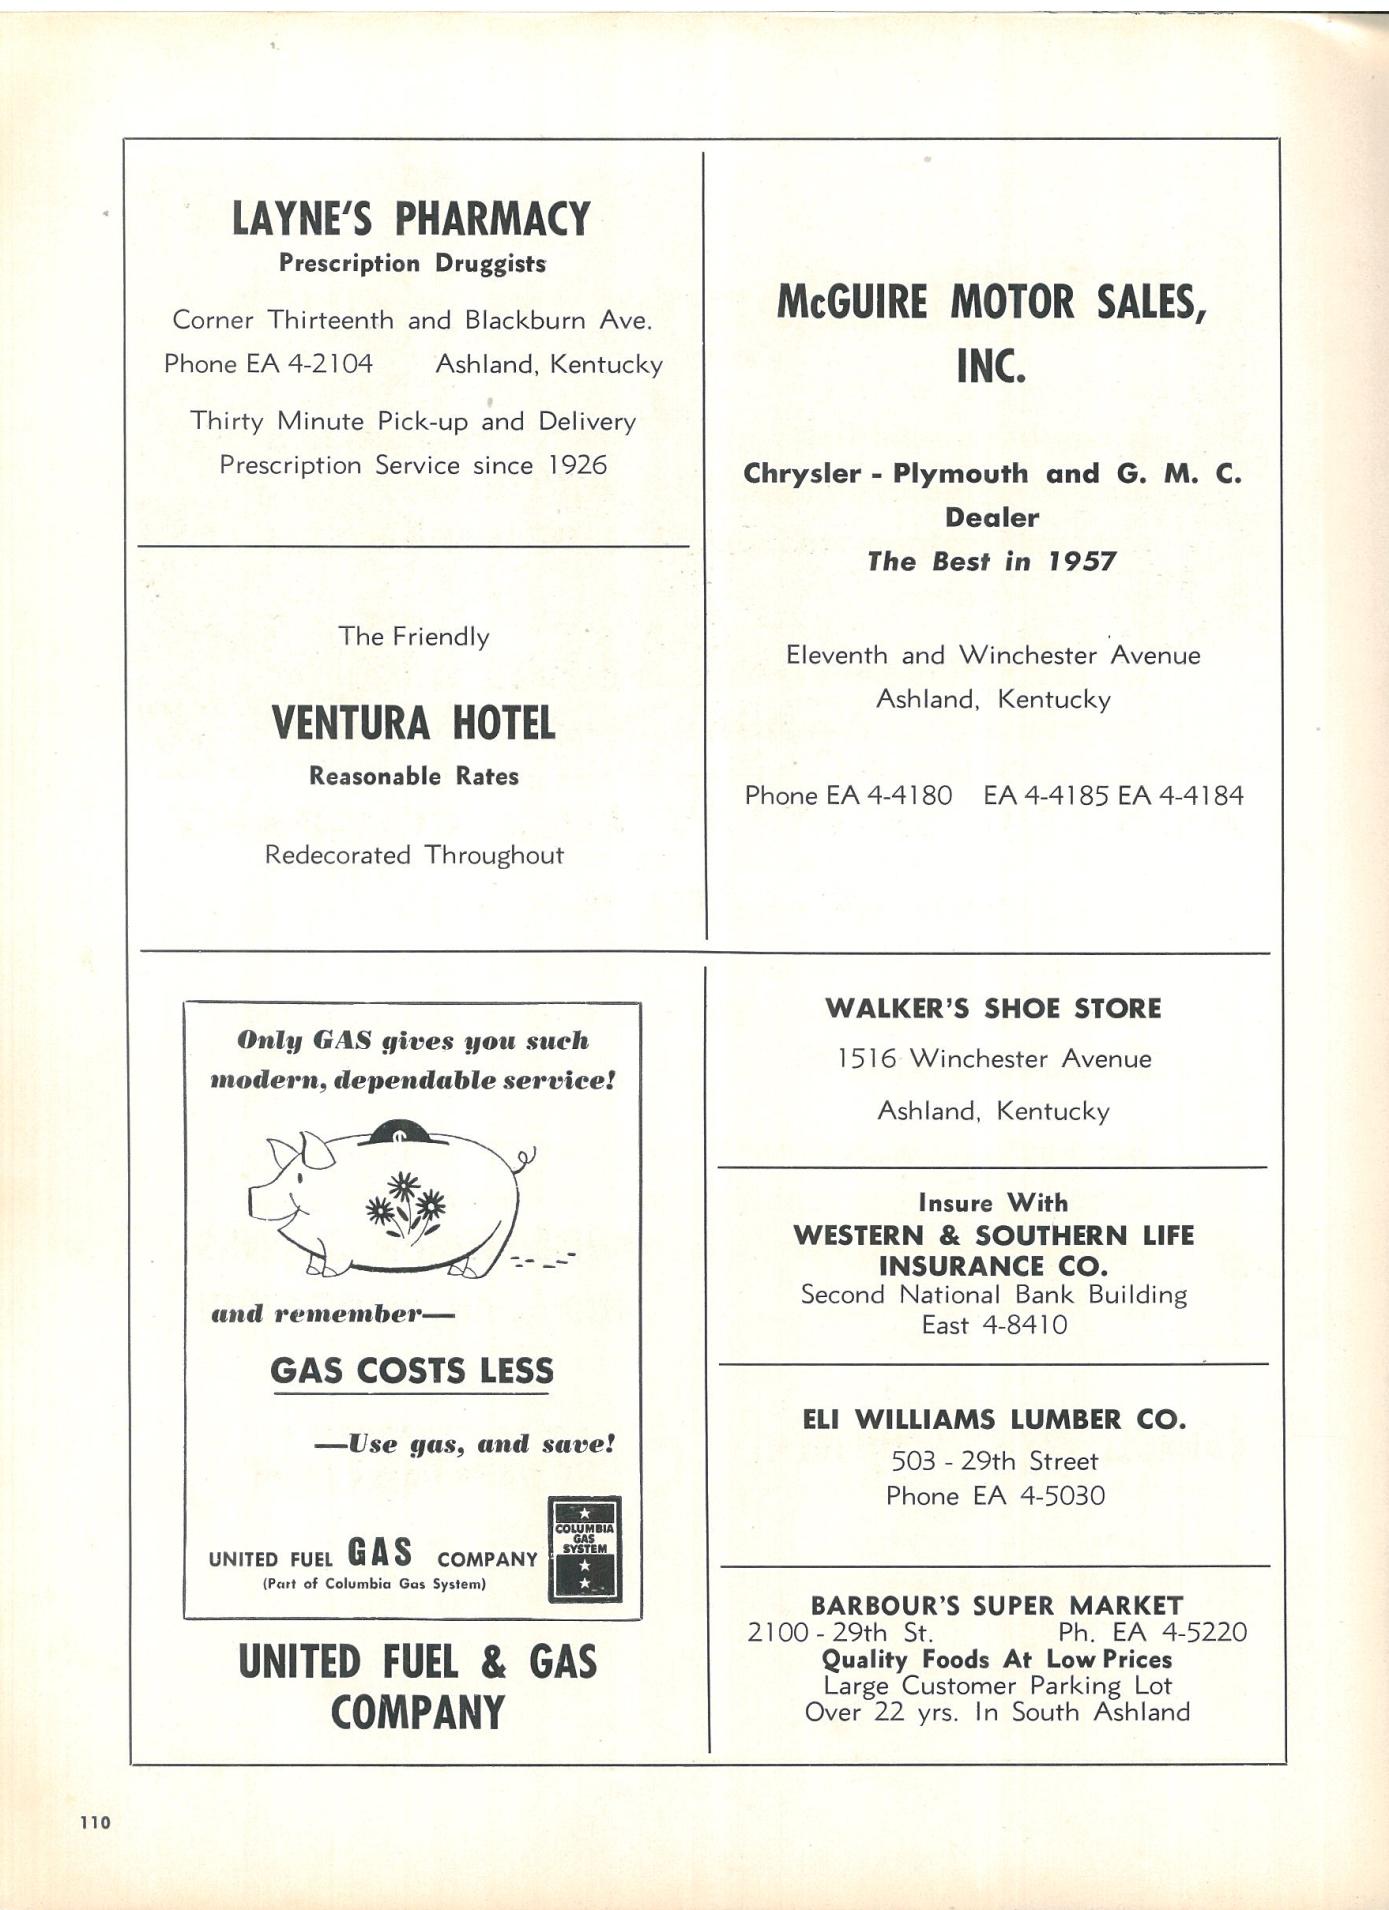 LAYNE'S PHARMACY
Prescription Druggists
Corner Thirteenth and Blackburn Ave.
Phone EA 4-2104 Ashland, Kentucky
Thirty Minute Pick-up and Delivery
Prescription Service since 1926
The Friendly
VENTURA HOTEL
Reasonable Rates
Redecorated Throughout
McGUIRE MOTOR SALES,
INC.
Chrysler - Plymouth and G. M. C.
Dealer
The Best in 1957
Eleventh and Winchester Avenue
Ashland, Kentucky
Phone EA 4-4180 EA 4-4185 EA 4-4184
Only GAS gives you such
modern, dependable service!
and remember—
GAS COSTS LESS
—Use gas, and save!
UNITED FUEL GAS COMPANY
(Part of Columbia Gas System)
COLUMBIA
GAS
SYSTEM
UNITED FUEL & GAS
COMPANY
WALKER'S SHOE STORE
1516 Winchester Avenue
Ashland, Kentucky
Insure With
WESTERN & SOUTHERN LIFE
INSURANCE CO.
Second National Bank Building
East 4-8410
ELI WILLIAMS LUMBER CO.
503 - 29th Street
Phone EA 4-5030
BARBOUR'S SUPER MARKET
2100 - 29th St. Ph. EA 4-5220
Quality Foods At Low Prices
Large Customer Parking Lot
Over 22 yrs. In South Ashland
110